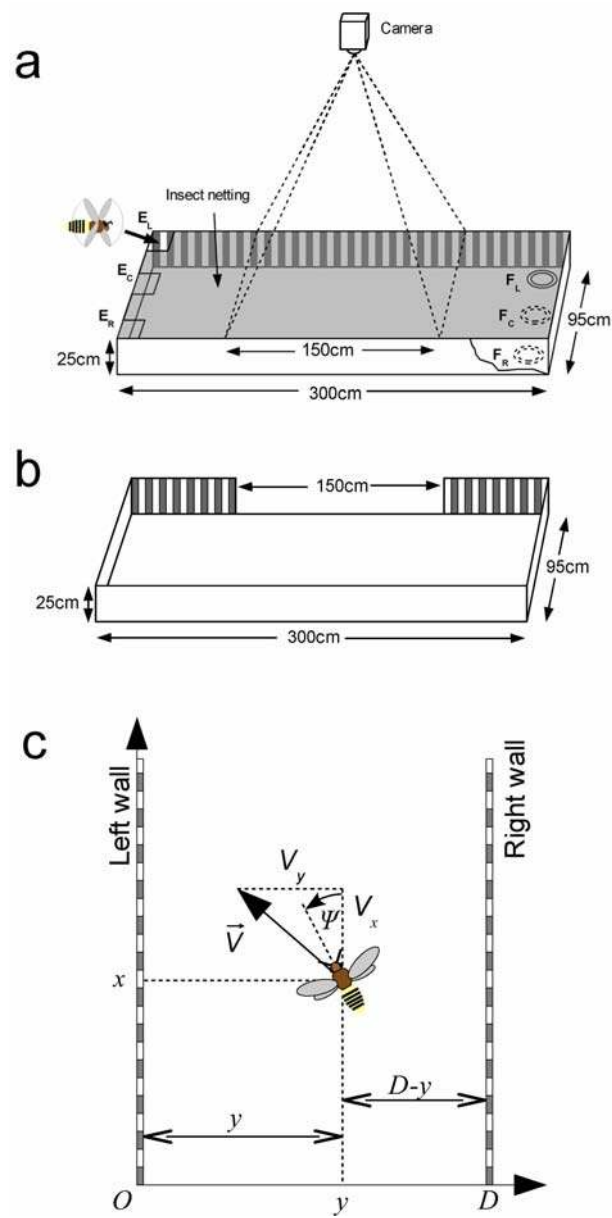 a
Camera
Insect netting
E_L
E_C
E_R
F_L
F_C
F_R
150cm
25cm
300cm
95cm
b
150cm
25cm
300cm
95cm
c
Left wall
Right wall
V_y
V_x
Ψ
V⃗
x
D-y
y
O
y
D